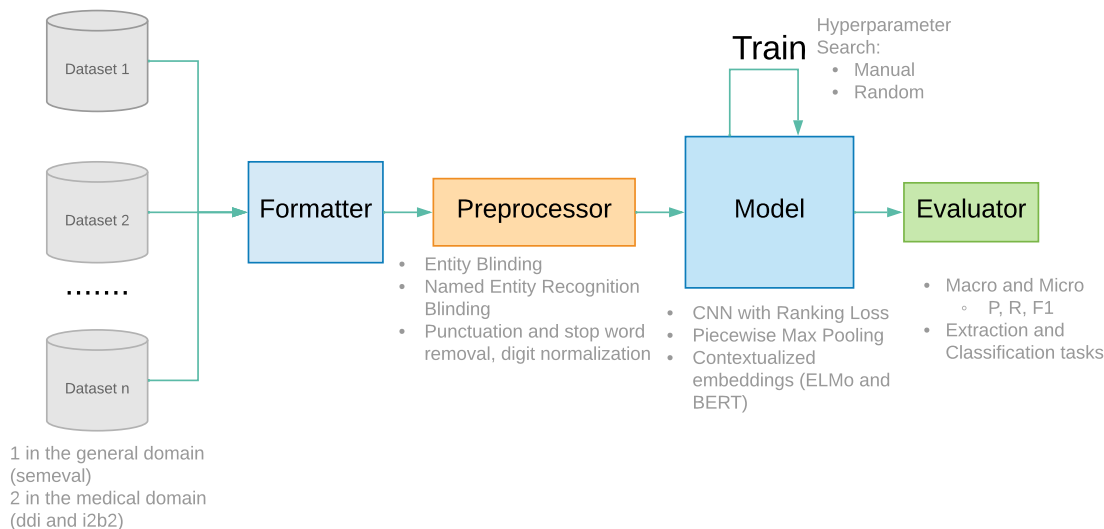 Dataset 1
Dataset 2
.......
Dataset n
1 in the general domain
(semeval)
2 in the medical domain
(ddi and i2b2)
Formatter
Preprocessor
• Entity Blinding
• Named Entity Recognition
Blinding
• Punctuation and stop word
removal, digit normalization
Train
Hyperparameter
Search:
• Manual
• Random
Model
• CNN with Ranking Loss
• Piecewise Max Pooling
• Contextualized
embeddings (ELMo and
BERT)
Evaluator
• Macro and Micro
◦ P, R, F1
• Extraction and
Classification tasks